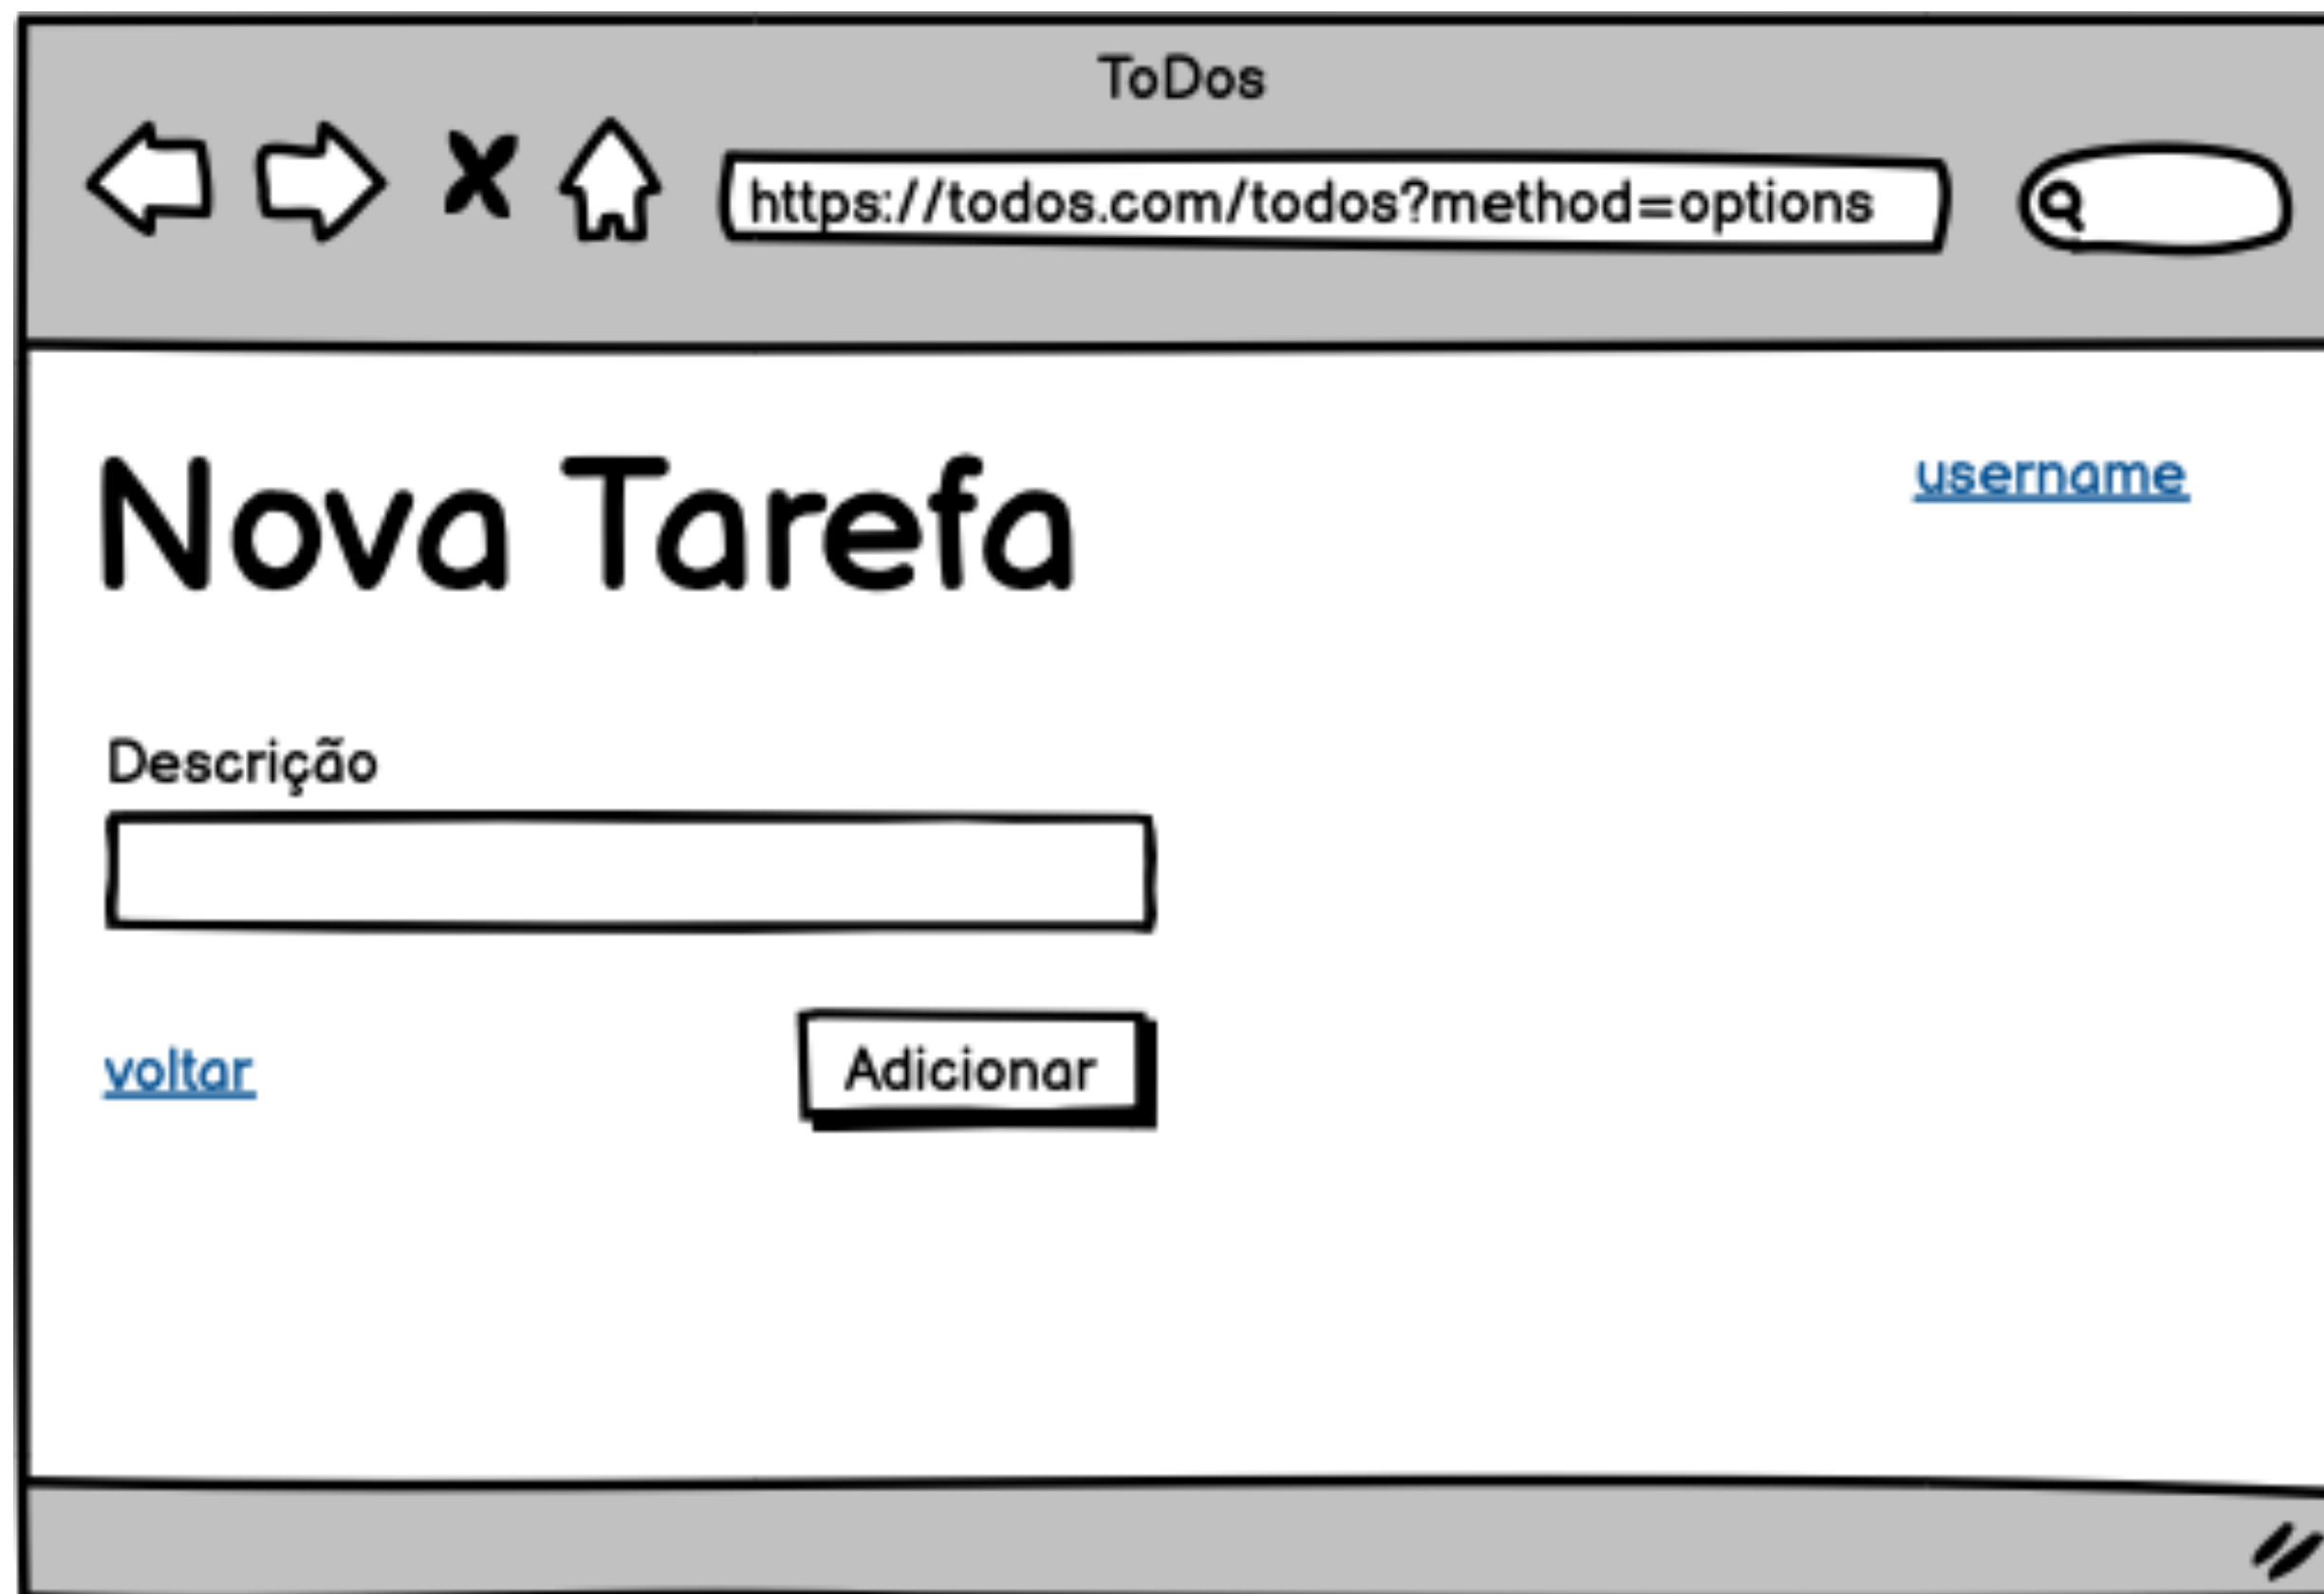 ToDos
https://todos.com/todos?method=options
Nova Tarefa
username
Descrição
voltar
Adicionar